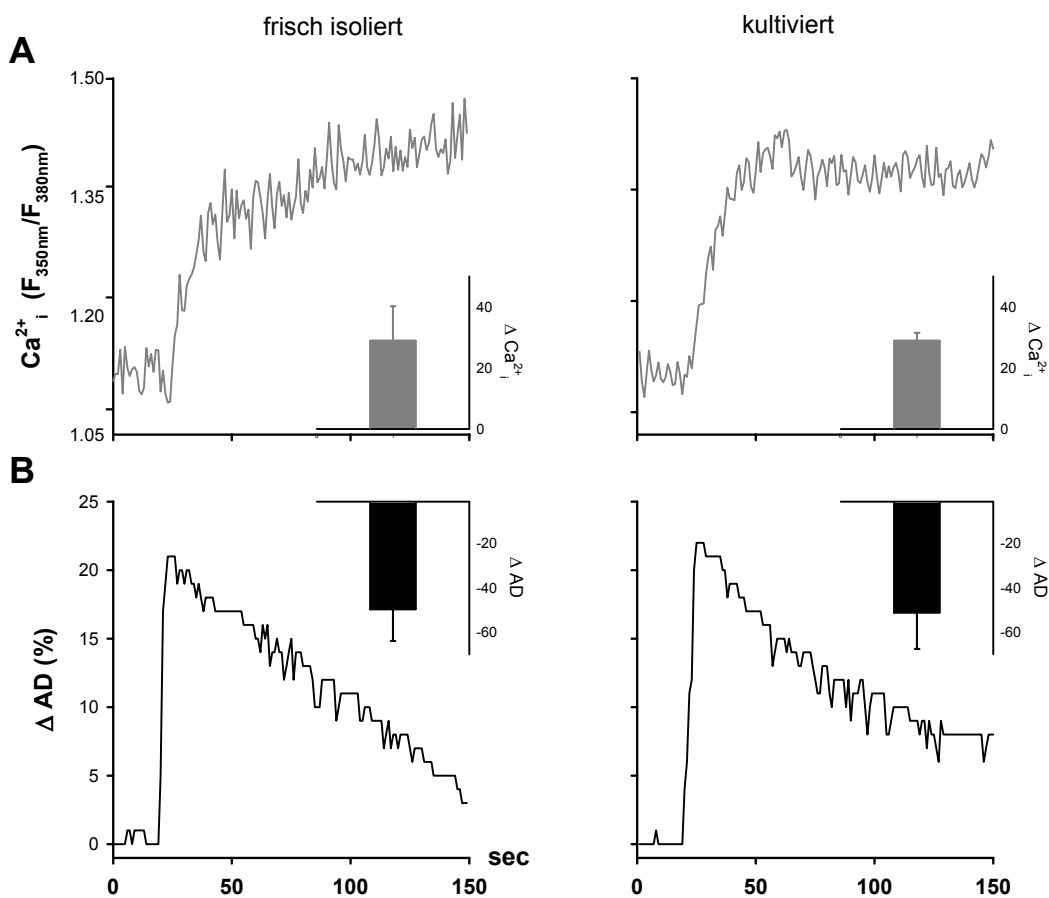 frisch isoliert
kultiviert
A
1.50
1.35
1.20
1.05
Ca²⁺ᵢ (F350nm/F380nm)
40
20
0
Δ Ca²⁺ᵢ
40
20
0
Δ Ca²⁺ᵢ
B
25
20
15
10
5
0
Δ AD (%)
-20
-40
-60
Δ AD
-20
-40
-60
Δ AD
sec
0 50 100 150
0 50 100 150